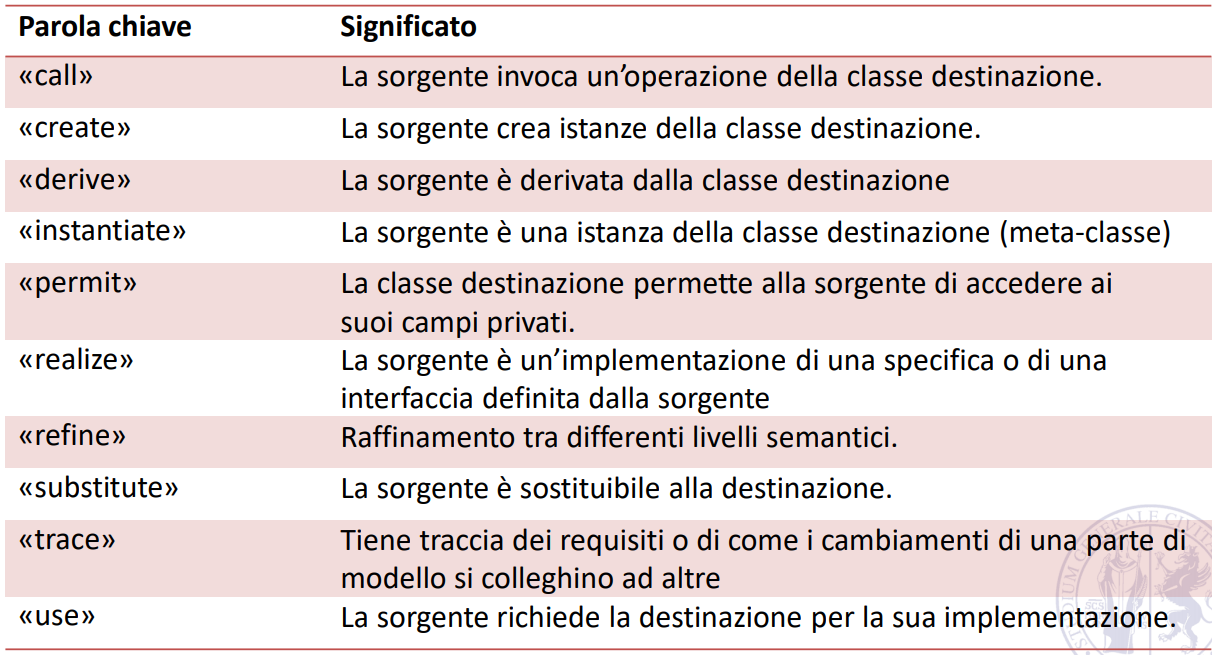 Parola chiave Significato
«call» La sorgente invoca un’operazione della classe destinazione.
«create» La sorgente crea istanze della classe destinazione.
«derive» La sorgente è derivata dalla classe destinazione
«instantiate» La sorgente è una istanza della classe destinazione (meta-classe)
«permit» La classe destinazione permette alla sorgente di accedere ai
suoi campi privati.
«realize» La sorgente è un’implementazione di una specifica o di una
interfaccia definita dalla sorgente
«refine» Raffinamento tra differenti livelli semantici.
«substitute» La sorgente è sostituibile alla destinazione.
«trace» Tiene traccia dei requisiti o di come i cambiamenti di una parte di
modello si colleghino ad altre
«use» La sorgente richiede la destinazione per la sua implementazione.